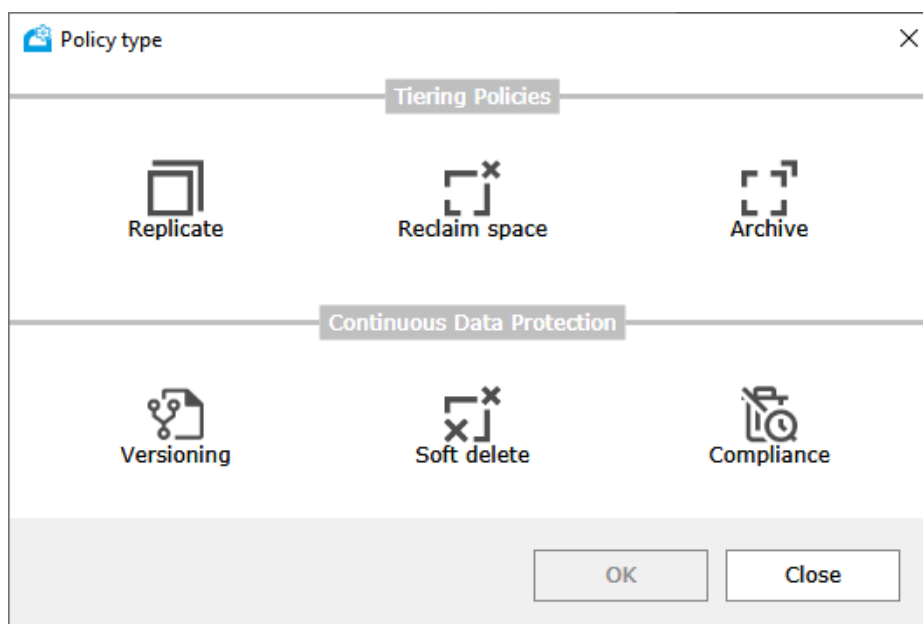 Policy type
Tiering Policies
Replicate
Reclaim space
Archive
Continuous Data Protection
Versioning
Soft delete
Compliance
OK
Close